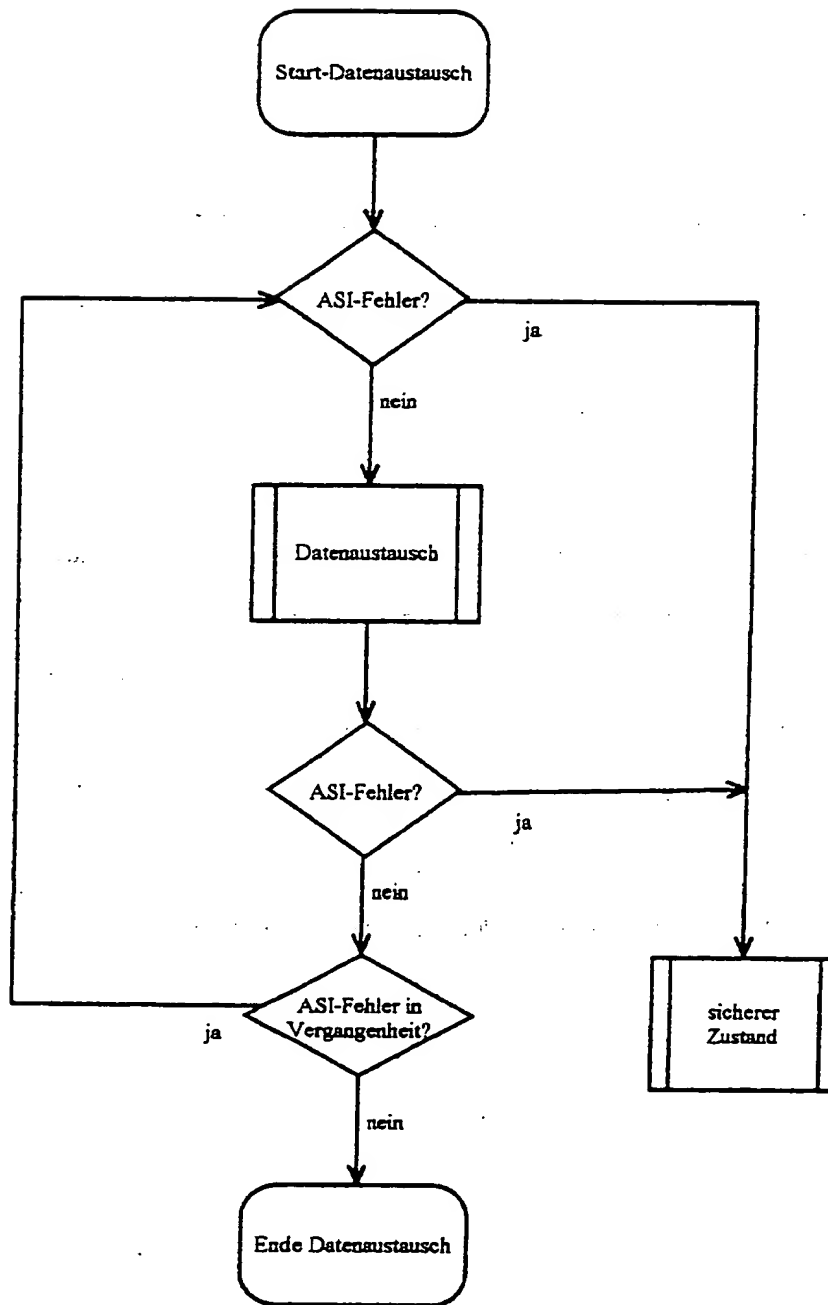 Start-Datenaustausch
ASI-Fehler?
ja
nein
Datenaustausch
ASI-Fehler?
ja
nein
ASI-Fehler in
Vergangenheit?
ja
sicherer
Zustand
nein
Ende Datenaustausch